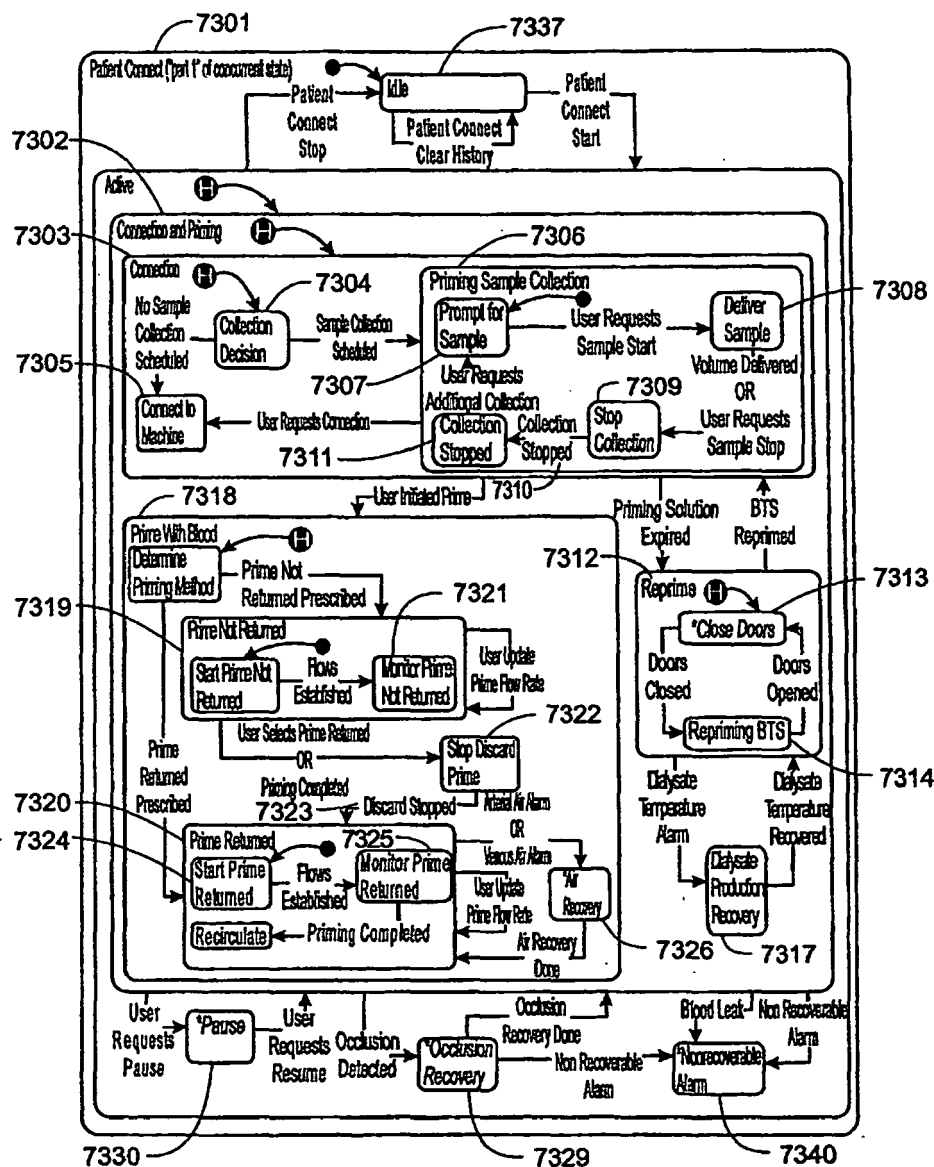 7301
7337
Patient Connect ("part 1" of concurrent state)
Idle
Patient
Connect
Stop
Patient Connect
Clear History
Patient
Connect
Start
7302
Active
H
Connection and Priming
H
7303
Connection
H
7304
7306
Priming Sample Collection
7308
No Sample
Collection
Scheduled
Collection
Decision
Sample Collection
Scheduled
Prompt for
Sample
User Requests
Sample Start
Deliver
Sample
7305
7307
User Requests
Additional Collection
7309
Volume Delivered
OR
User Requests
Sample Stop
Connect to
Machine
User Requests Connection
Collection
Stopped
Collection
Stopped
Stop
Collection
7311
7310
7318
User Initiated Prime
Priming Solution
Expired
BTS
Reprimed
Prime With Blood
H
Determine
Priming Method
Prime Not
Returned Prescribed
7312
Reprime
H
7313
7319
7321
*Close Doors
Prime Not Returned
Start Prime Not
Returned
Flows
Established
Monitor Prime
Not Returned
User Update
Prime Flow Rate
Doors
Closed
Doors
Opened
7322
User Selects Prime Returned
OR
Priming Completed
Stop Discard
Prime
Repriming BTS
7314
Prime
Returned
Prescribed
7320
7323
Discard Stopped
Arterial Air Alarm
OR
Venous Air Alarm
Dialysate
Temperature
Alarm
Dialysate
Temperature
Recovered
7324
Prime Returned
7325
Start Prime
Returned
Flows
Established
Monitor Prime
Returned
User Update
Prime Flow Rate
*Air
Recovery
Dialysate
Production
Recovery
Recirculate
Priming Completed
Air Recovery
Done
7326
7317
User
Requests
Pause
*Pause
User
Requests
Resume
Occlusion
Detected
*Occlusion
Recovery
Occlusion
Recovery Done
Non Recoverable
Alarm
Blood Leak
Non Recoverable
Alarm
*Nonrecoverable
Alarm
7330
7329
7340